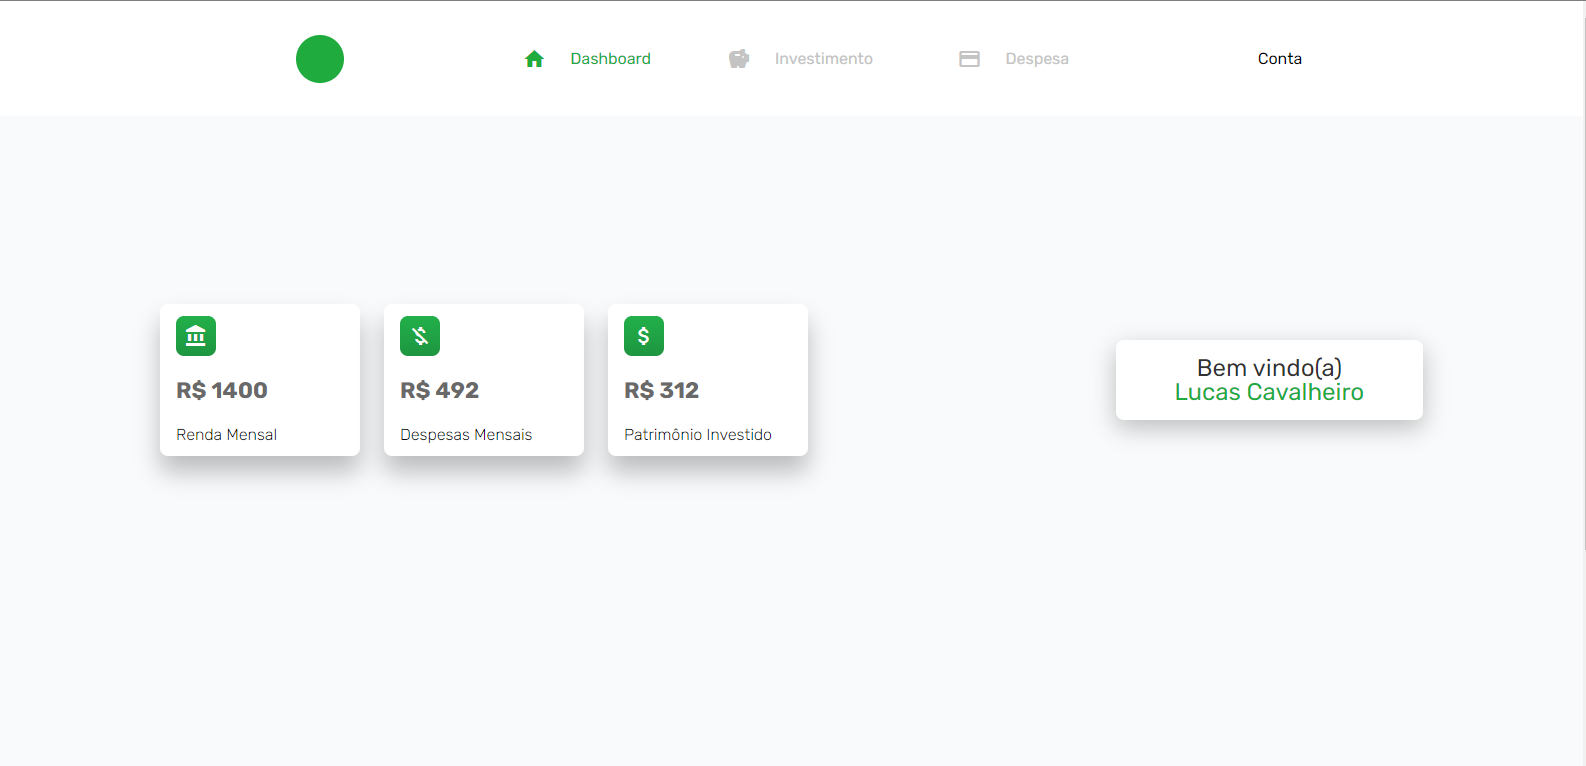 Dashboard
Investimento
Despesa
Conta
R$ 1400
Renda Mensal
R$ 492
Despesas Mensais
R$ 312
Patrimônio Investido
Bem vindo(a)
Lucas Cavalheiro